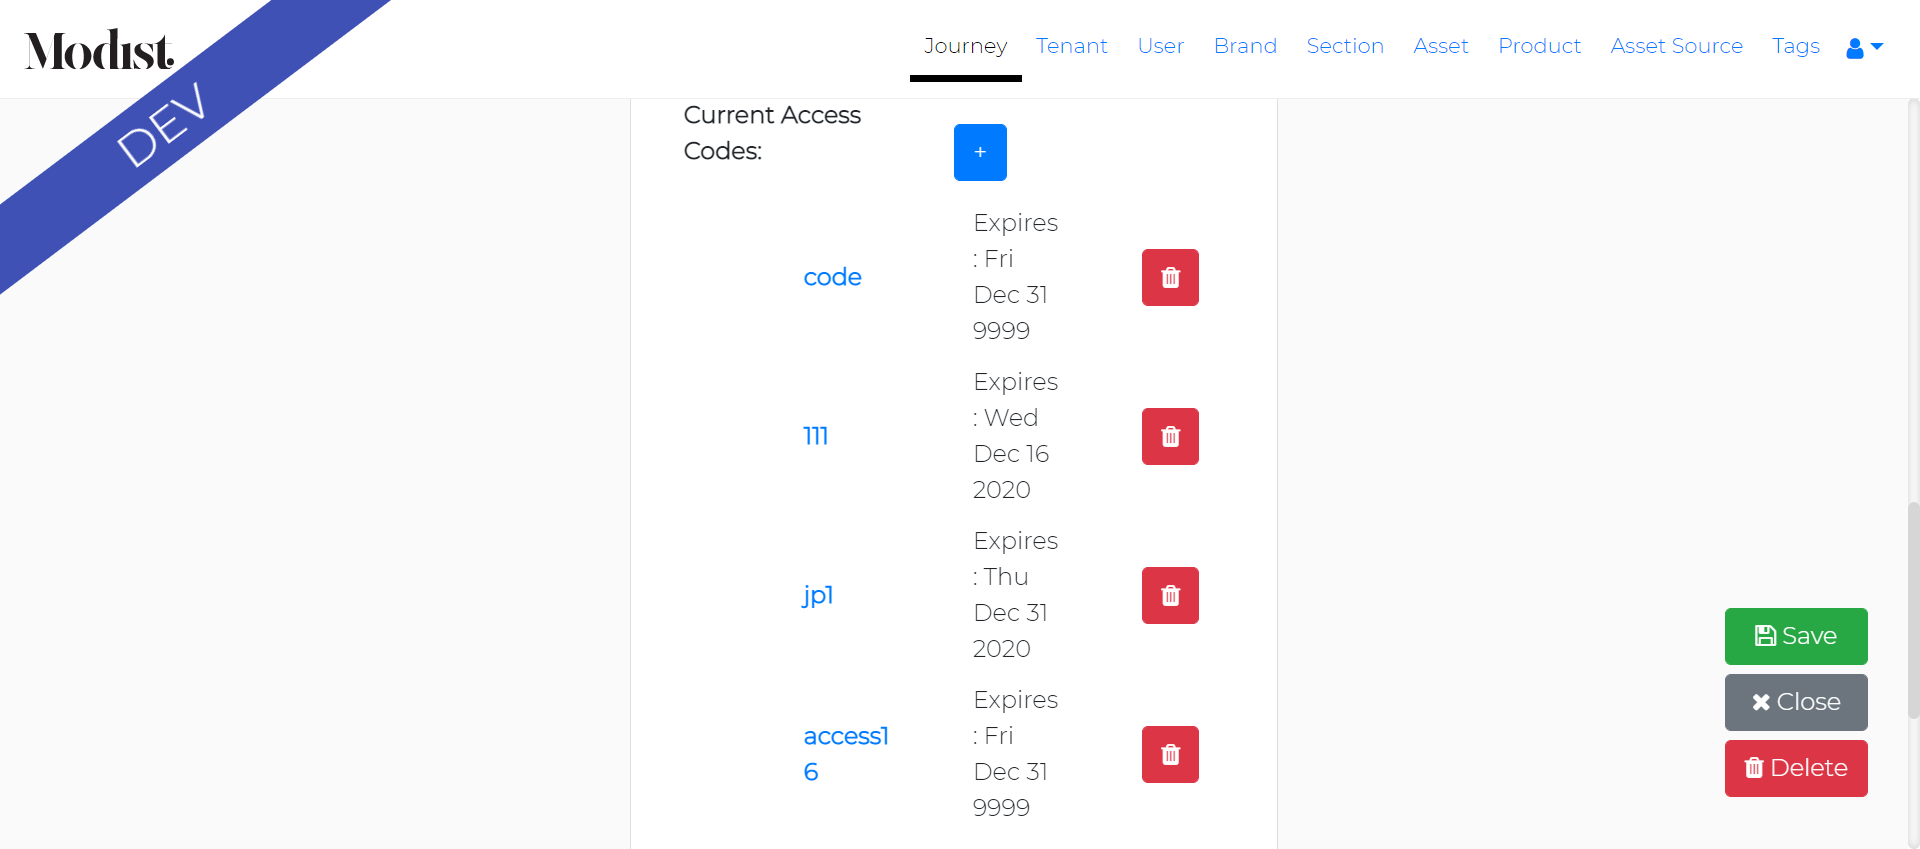 Modist.
DEV
Journey Tenant User Brand Section Asset Product Asset Source Tags
Current Access
Codes:
+
code
Expires
: Fri
Dec 31
9999
111
Expires
: Wed
Dec 16
2020
jp1
Expires
: Thu
Dec 31
2020
access1
6
Expires
: Fri
Dec 31
9999
Save
Close
Delete